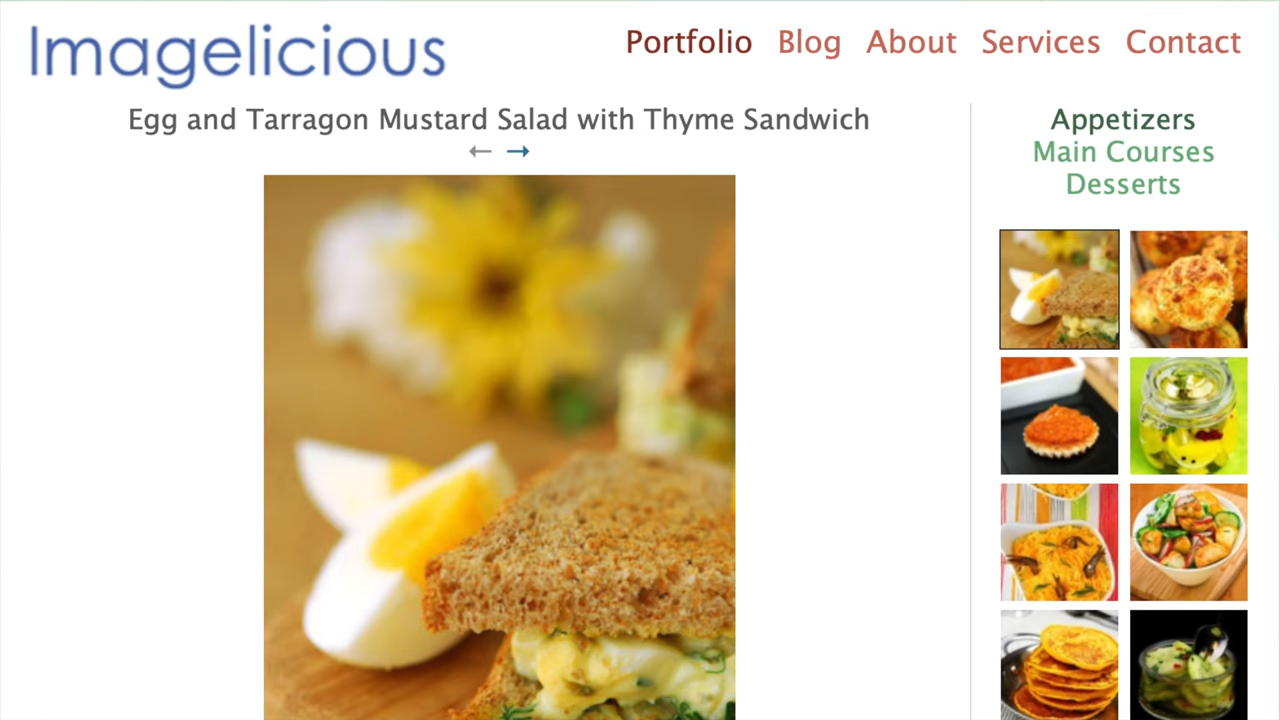 Imagelicious
Portfolio Blog About Services Contact
Egg and Tarragon Mustard Salad with Thyme Sandwich
← →
Appetizers
Main Courses
Desserts